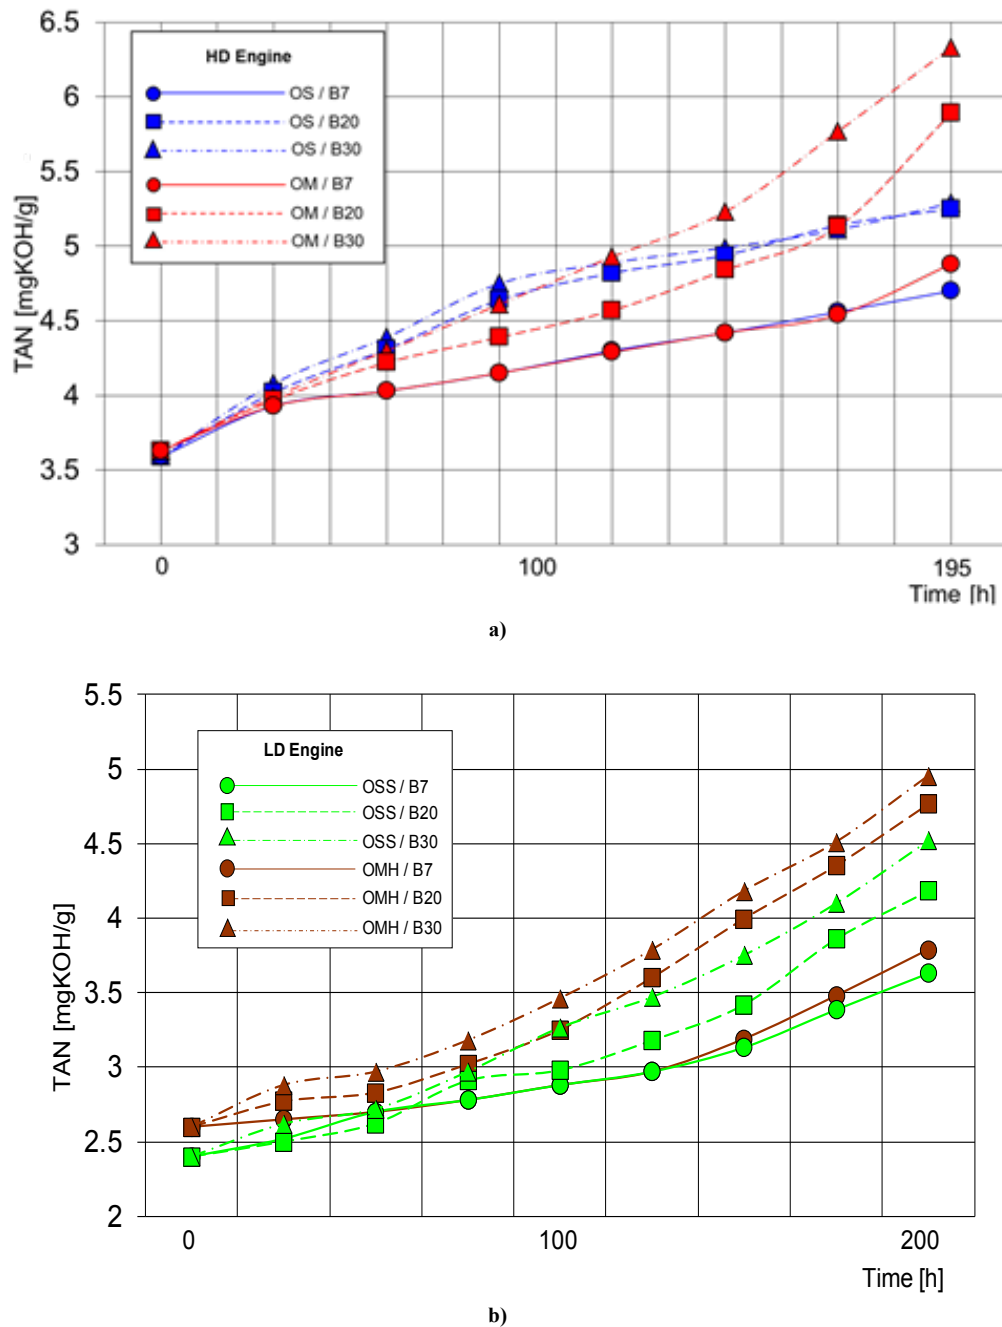 6.5
6
5.5
5
4.5
4
3.5
3
TAN [mgKOH/g]
HD Engine
OS / B7
OS / B20
OS / B30
OM / B7
OM / B20
OM / B30
0
100
195
Time [h]
a)
5.5
5
4.5
4
3.5
3
2.5
2
TAN [mgKOH/g]
LD Engine
OSS / B7
OSS / B20
OSS / B30
OMH / B7
OMH / B20
OMH / B30
0
100
200
Time [h]
b)